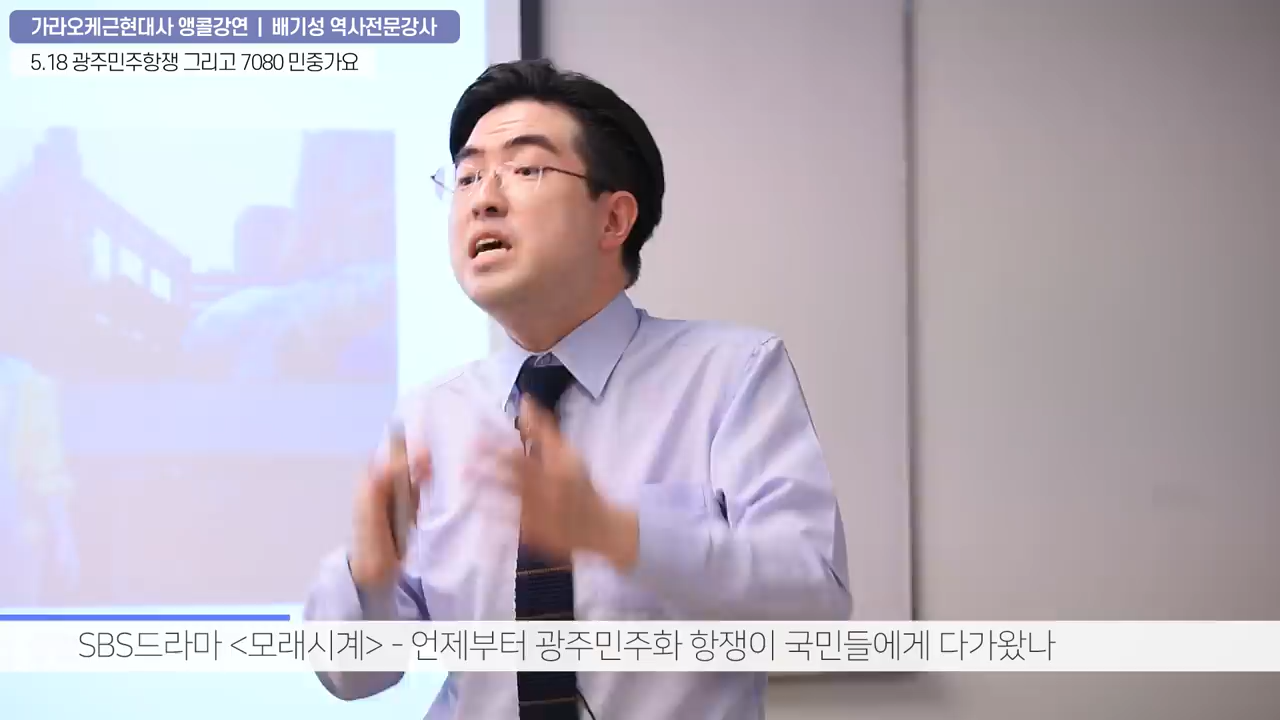 가라오케근현대사 앵콜강연 | 배기성 역사전문강사
5.18 광주민주항쟁 그리고 7080 민중가요
SBS드라마 <모래시계> - 언제부터 광주민주화 항쟁이 국민들에게 다가왔나